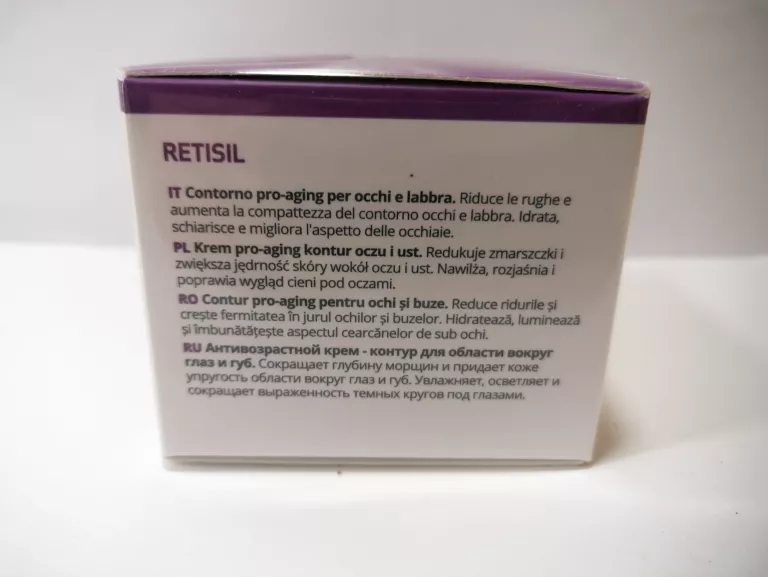 RETISIL
IT Contorno pro-aging per occhi e labbra. Riduce le rughe e
aumenta la compattezza del contorno occhi e labbra. Idrata,
schiarisce e migliora l'aspetto delle occhiaie.
PL Krem pro-aging kontur oczu i ust. Redukuje zmarszczki i
zwiększa jędrność skóry wokół oczu i ust. Nawilża, rozjaśnia i
poprawia wygląd cieni pod oczami.
RO Contur pro-aging pentru ochi și buze. Reduce ridurile și
crește fermitatea în jurul ochilor și buzelor. Hidratează, luminează
și îmbunătățește aspectul cearcănelor de sub ochi.
RU Антивозрастной крем - контур для области вокруг
глаз и губ. Сокращает глубину морщин и придает коже
упругость области вокруг глаз и губ. Увлажняет, осветляет и
сокращает выраженность темных кругов под глазами.